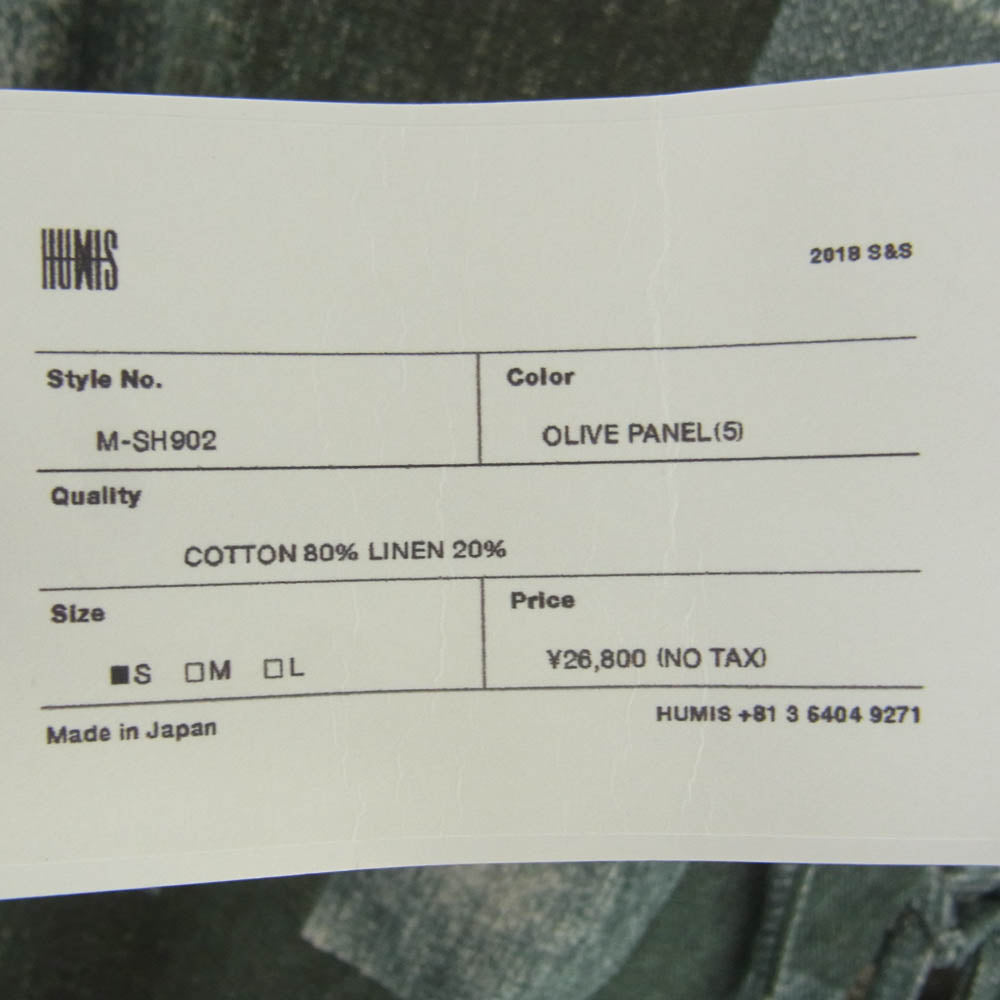 HUMIS
2018 S&S
Style No.
M-SH902
Color
OLIVE PANEL(5)
Quality
COTTON 80% LINEN 20%
Size
■S □M □L
Price
¥26,800 (NO TAX)
Made in Japan
HUMIS +81 3 6404 9271